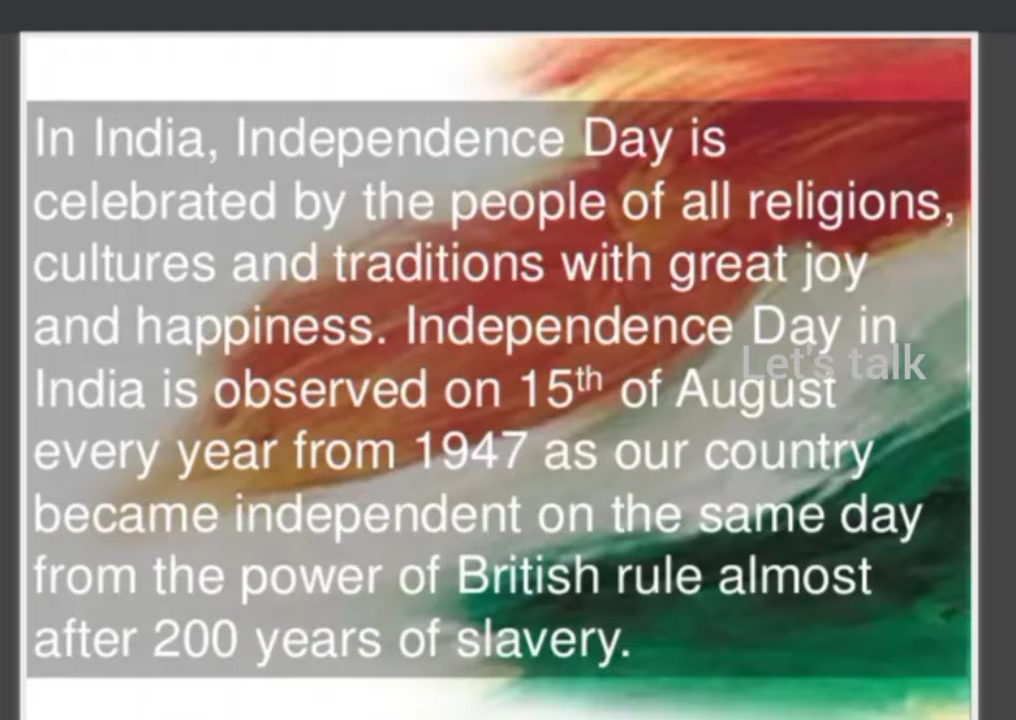 In India, Independence Day is
celebrated by the people of all religions,
cultures and traditions with great joy
and happiness. Independence Day in
Let's talk
India is observed on 15th of August
every year from 1947 as our country
became independent on the same day
from the power of British rule almost
after 200 years of slavery.